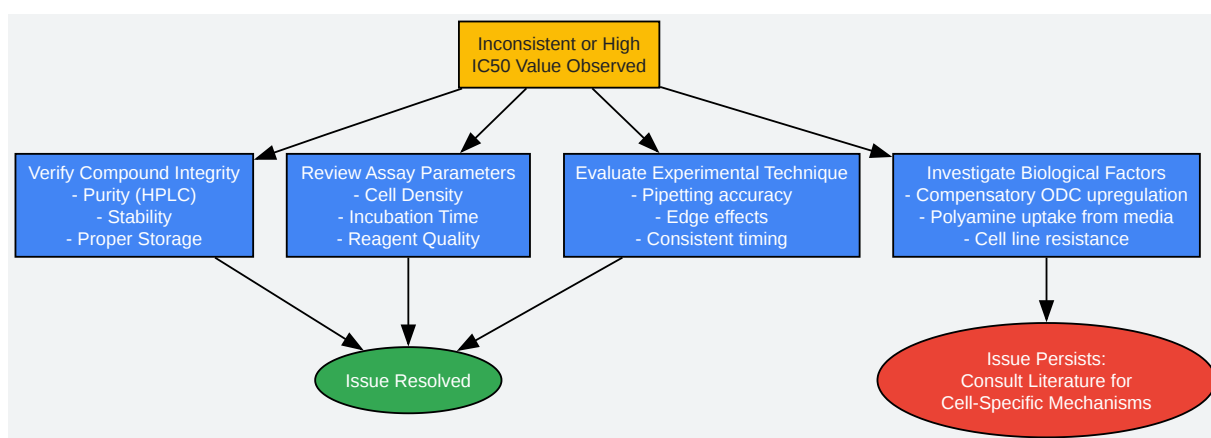 Inconsistent or High
IC50 Value Observed
Verify Compound Integrity
- Purity (HPLC)
- Stability
- Proper Storage
Review Assay Parameters
- Cell Density
- Incubation Time
- Reagent Quality
Evaluate Experimental Technique
- Pipetting accuracy
- Edge effects
- Consistent timing
Investigate Biological Factors
- Compensatory ODC upregulation
- Polyamine uptake from media
- Cell line resistance
Issue Resolved
Issue Persists:
Consult Literature for
Cell-Specific Mechanisms